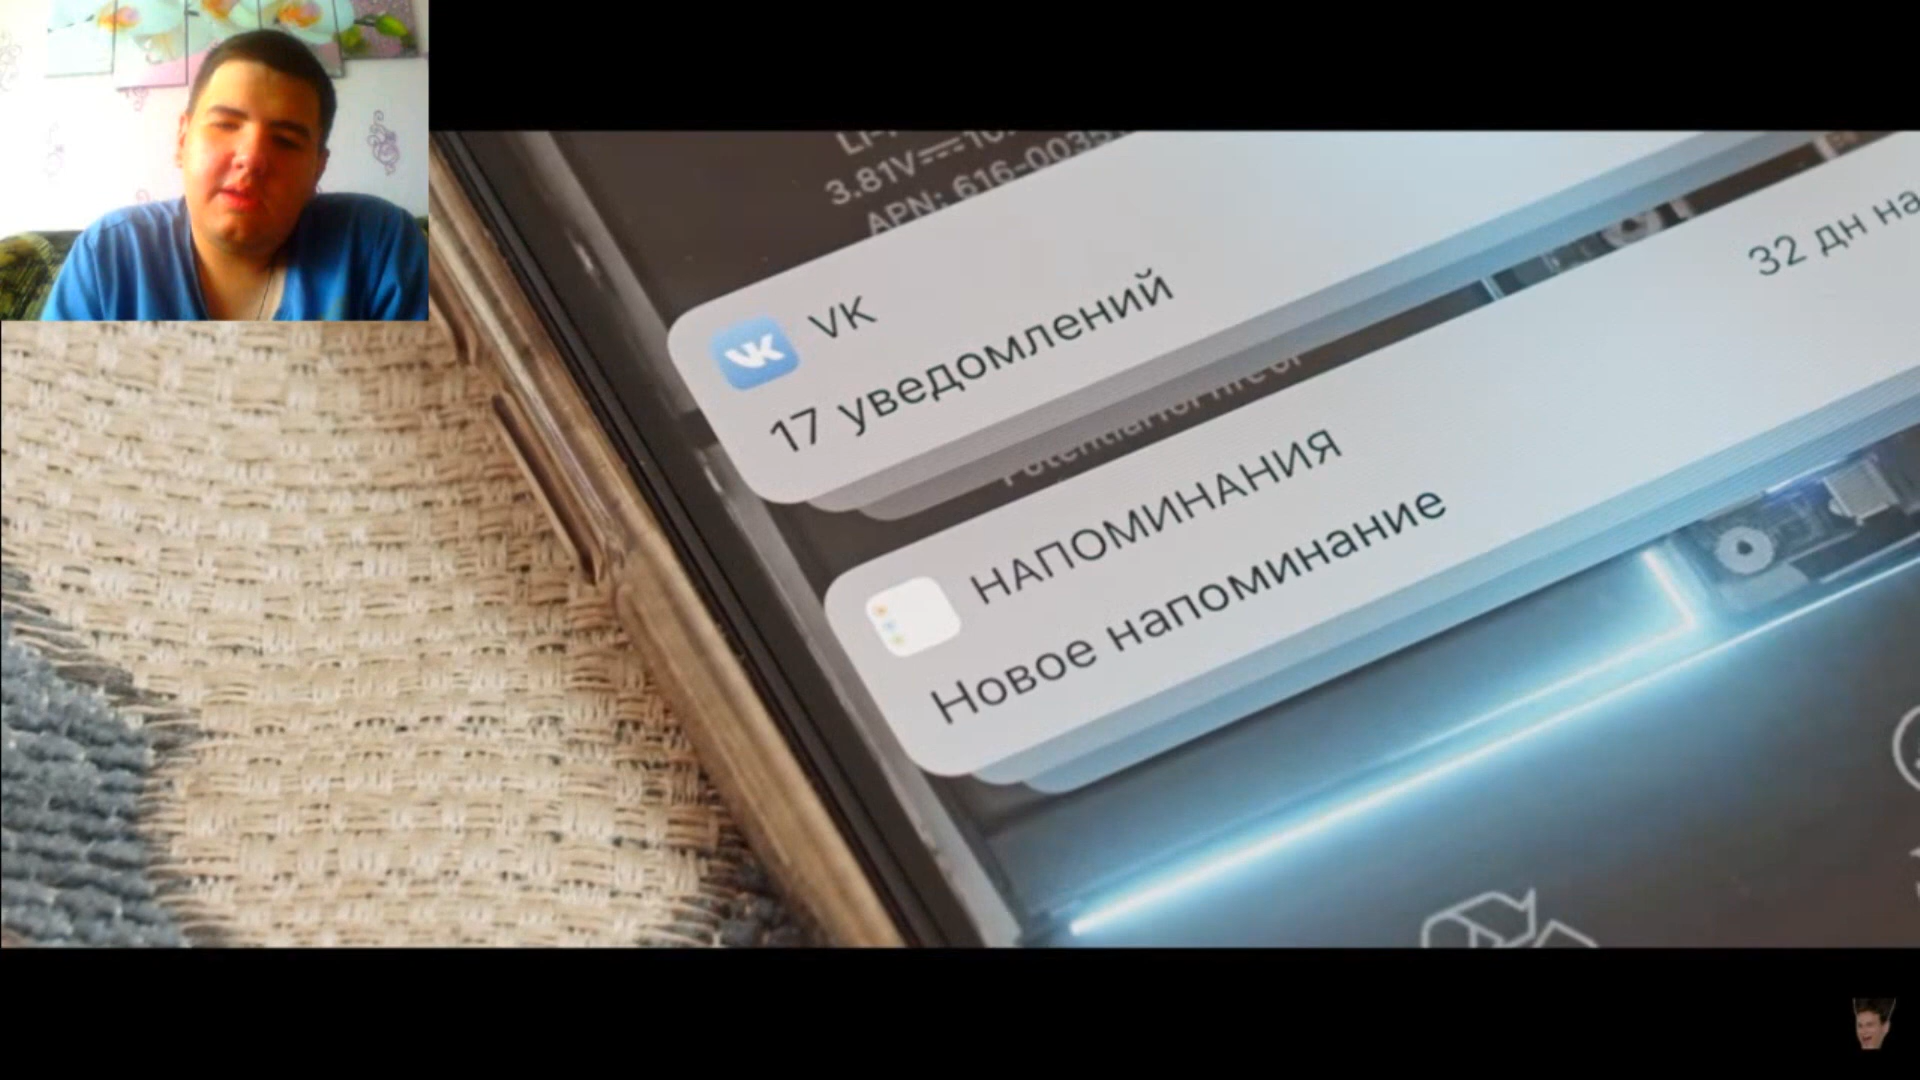 3.81V
APN: 616-0035
VK
17 уведомлений
32 дн на
НАПОМИНАНИЯ
Новое напоминание